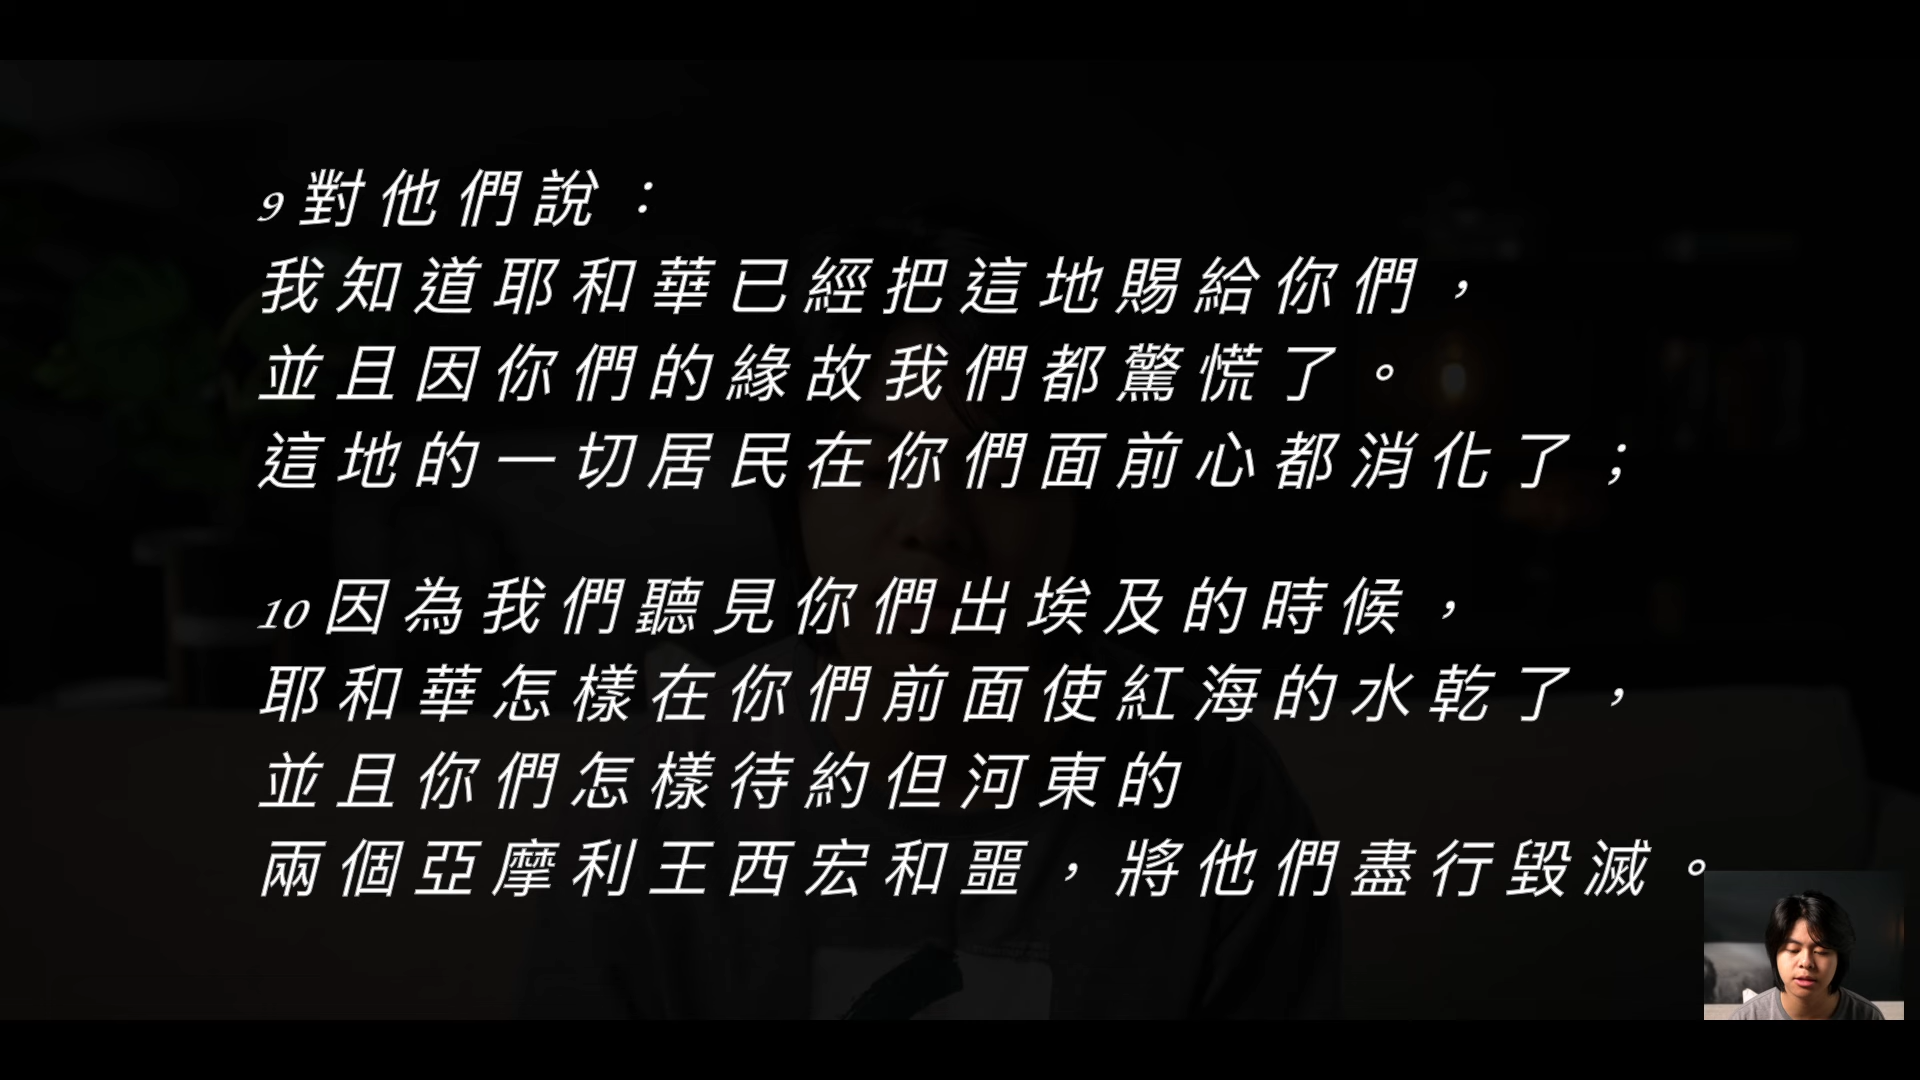 9 對他們說：
我知道耶和華已經把這地賜給你們，
並且因你們的緣故我們都驚慌了。
這地的一切居民在你們面前心都消化了；
10 因為我們聽見你們出埃及的時候，
耶和華怎樣在你們前面使紅海的水乾了，
並且你們怎樣待約但河東的
兩個亞摩利王西宏和噩，將他們盡行毀滅。